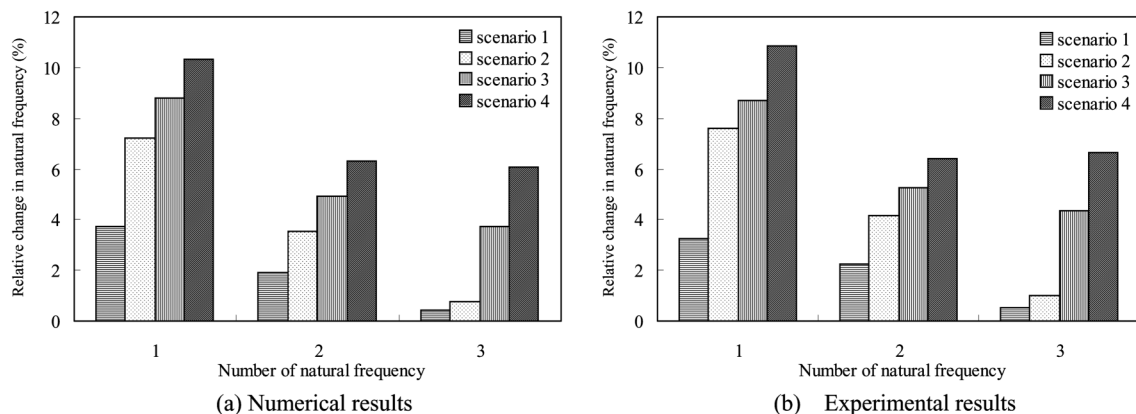 12
10
8
6
4
2
0
Relative change in natural frequency (%)
scenario 1
scenario 2
scenario 3
scenario 4
1 2 3
Number of natural frequency
(a) Numerical results
12
10
8
6
4
2
0
Relative change in natural frequency (%)
scenario 1
scenario 2
scenario 3
scenario 4
1 2 3
Number of natural frequency
(b) Experimental results